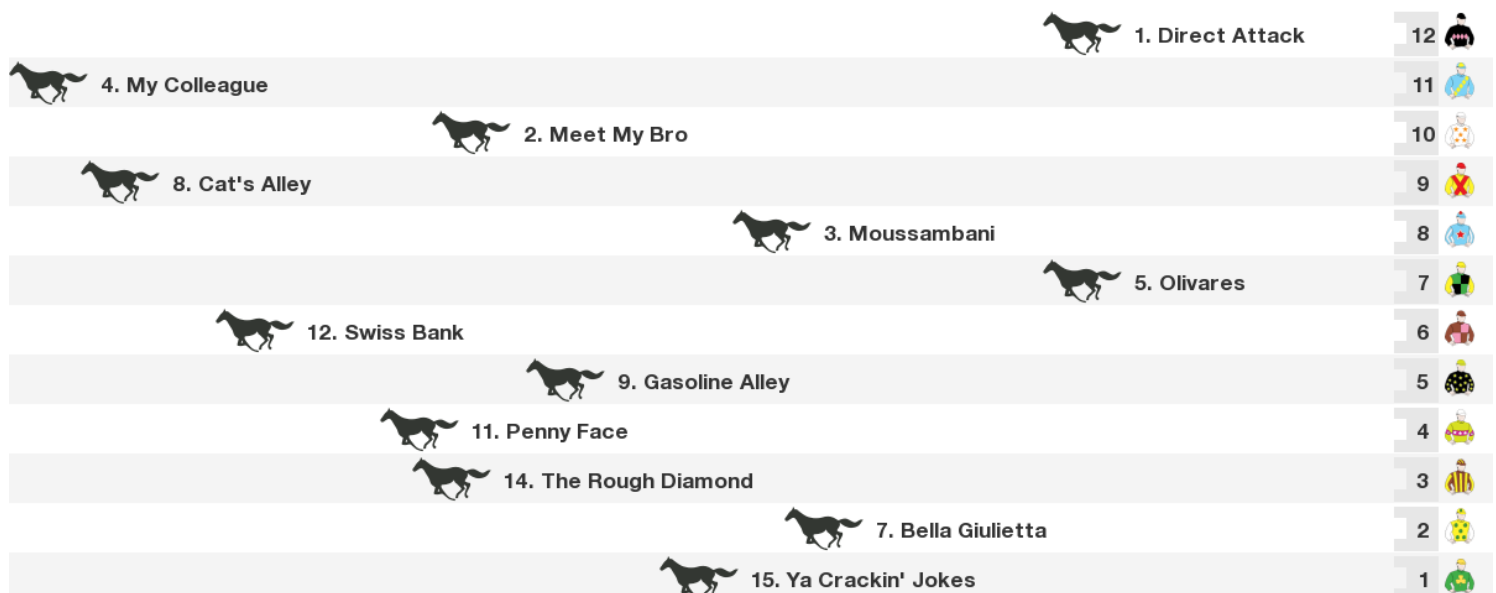 1. Direct Attack 12
4. My Colleague 11
2. Meet My Bro 10
8. Cat's Alley 9
3. Moussambani 8
5. Olivares 7
12. Swiss Bank 6
9. Gasoline Alley 5
11. Penny Face 4
14. The Rough Diamond 3
7. Bella Giulietta 2
15. Ya Crackin' Jokes 1